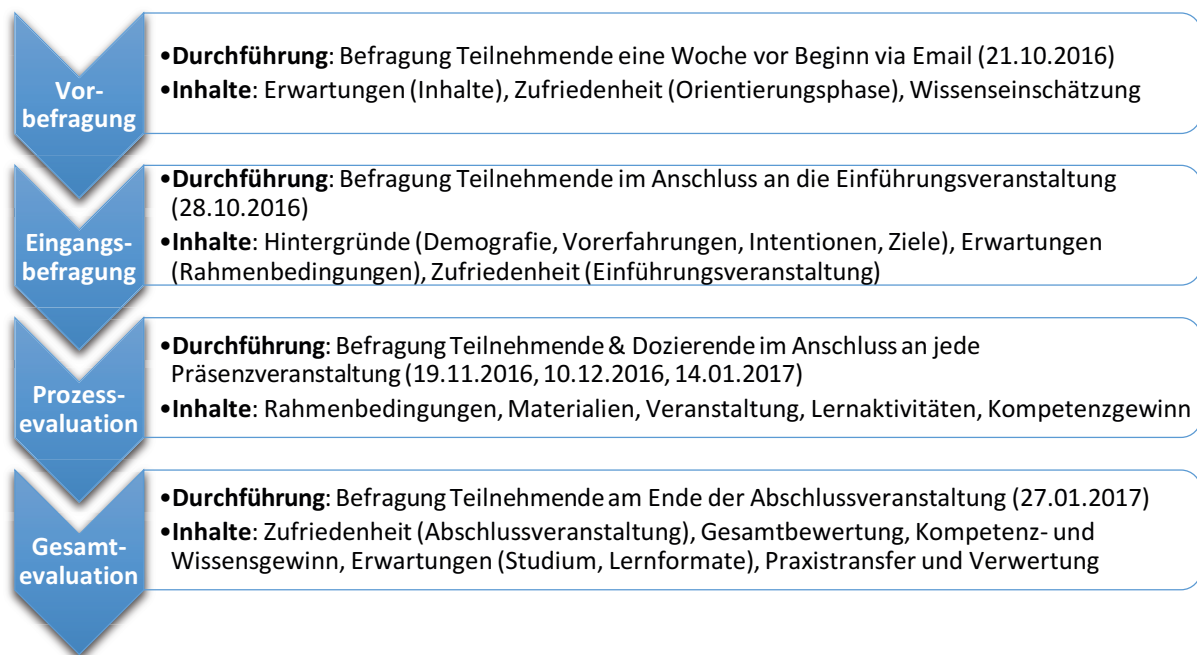 Vor-
befragung
•Durchführung: Befragung Teilnehmende eine Woche vor Beginn via Email (21.10.2016)
•Inhalte: Erwartungen (Inhalte), Zufriedenheit (Orientierungsphase), Wissenseinschätzung
Eingangs-
befragung
•Durchführung: Befragung Teilnehmende im Anschluss an die Einführungsveranstaltung
(28.10.2016)
•Inhalte: Hintergründe (Demografie, Vorerfahrungen, Intentionen, Ziele), Erwartungen
(Rahmenbedingungen), Zufriedenheit (Einführungsveranstaltung)
Prozess-
evaluation
•Durchführung: Befragung Teilnehmende & Dozierende im Anschluss an jede
Präsenzveranstaltung (19.11.2016, 10.12.2016, 14.01.2017)
•Inhalte: Rahmenbedingungen, Materialien, Veranstaltung, Lernaktivitäten, Kompetenzgewinn
Gesamt-
evaluation
•Durchführung: Befragung Teilnehmende am Ende der Abschlussveranstaltung (27.01.2017)
•Inhalte: Zufriedenheit (Abschlussveranstaltung), Gesamtbewertung, Kompetenz- und
Wissensgewinn, Erwartungen (Studium, Lernformate), Praxistransfer und Verwertung